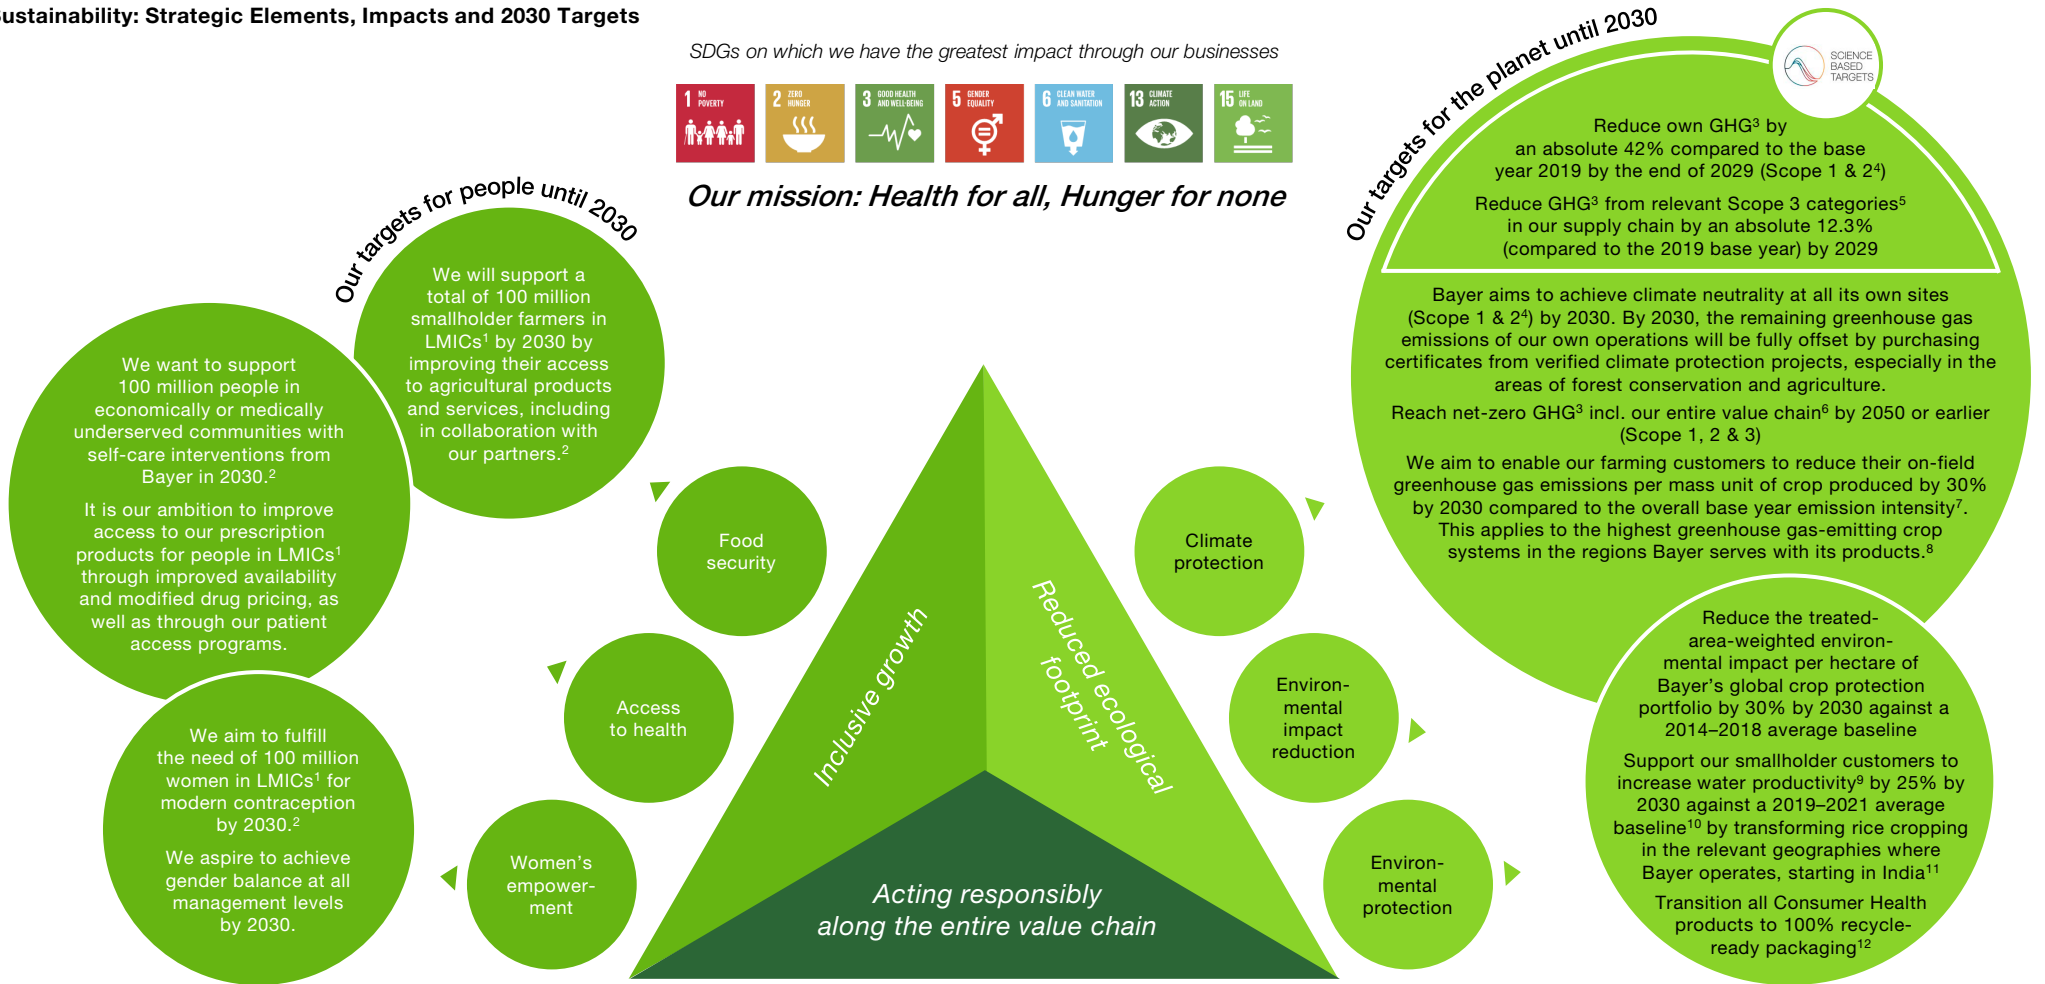 Sustainability: Strategic Elements, Impacts and 2030 Targets
SDGs on which we have the greatest impact through our businesses
1 NO
POVERTY
2 ZERO
HUNGER
3 GOOD HEALTH
AND WELL-BEING
5 GENDER
EQUALITY
6 CLEAN WATER
AND SANITATION
13 CLIMATE
ACTION
15 LIFE
ON LAND
Our mission: Health for all, Hunger for none
Our targets for people until 2030
We will support a
total of 100 million
smallholder farmers in
LMICs¹ by 2030 by
improving their access
to agricultural products
and services, including
in collaboration with
our partners.²
We want to support
100 million people in
economically or medically
underserved communities with
self-care interventions from
Bayer in 2030.²
It is our ambition to improve
access to our prescription
products for people in LMICs¹
through improved availability
and modified drug pricing, as
well as through our patient
access programs.
We aim to fulfill
the need of 100 million
women in LMICs¹ for
modern contraception
by 2030.²
We aspire to achieve
gender balance at all
management levels
by 2030.
Food
security
Access
to health
Women's
empower-
ment
Inclusive growth
Reduced ecological
footprint
Acting responsibly
along the entire value chain
Climate
protection
Environ-
mental
impact
reduction
Environ-
mental
protection
Our targets for the planet until 2030
SCIENCE
BASED
TARGETS
Reduce own GHG³ by
an absolute 42% compared to the base
year 2019 by the end of 2029 (Scope 1 & 2⁴)
Reduce GHG³ from relevant Scope 3 categories⁵
in our supply chain by an absolute 12.3%
(compared to the 2019 base year) by 2029
Bayer aims to achieve climate neutrality at all its own sites
(Scope 1 & 2⁴) by 2030. By 2030, the remaining greenhouse gas
emissions of our own operations will be fully offset by purchasing
certificates from verified climate protection projects, especially in the
areas of forest conservation and agriculture.
Reach net-zero GHG³ incl. our entire value chain⁶ by 2050 or earlier
(Scope 1, 2 & 3)
We aim to enable our farming customers to reduce their on-field
greenhouse gas emissions per mass unit of crop produced by 30%
by 2030 compared to the overall base year emission intensity⁷.
This applies to the highest greenhouse gas-emitting crop
systems in the regions Bayer serves with its products.⁸
Reduce the treated-
area-weighted environ-
mental impact per hectare of
Bayer's global crop protection
portfolio by 30% by 2030 against a
2014–2018 average baseline
Support our smallholder customers to
increase water productivity⁹ by 25% by
2030 against a 2019–2021 average
baseline¹⁰ by transforming rice cropping
in the relevant geographies where
Bayer operates, starting in India¹¹
Transition all Consumer Health
products to 100% recycle-
ready packaging¹²